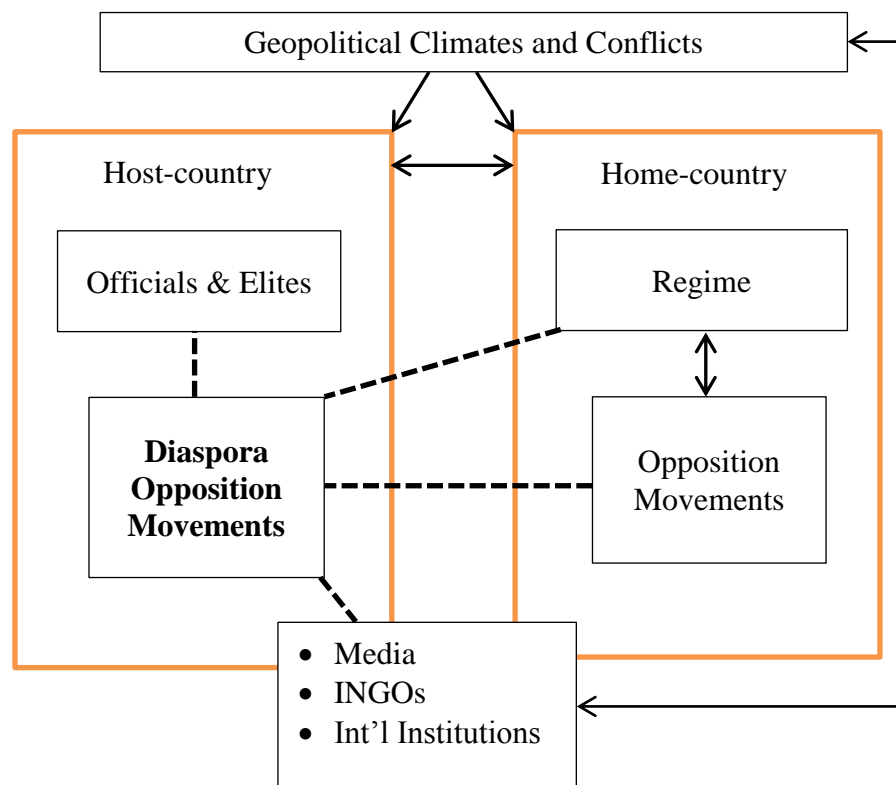 Geopolitical Climates and Conflicts
Host-country
Home-country
Officials & Elites
Regime
Diaspora
Opposition
Movements
Opposition
Movements
• Media
• INGOs
• Int’l Institutions